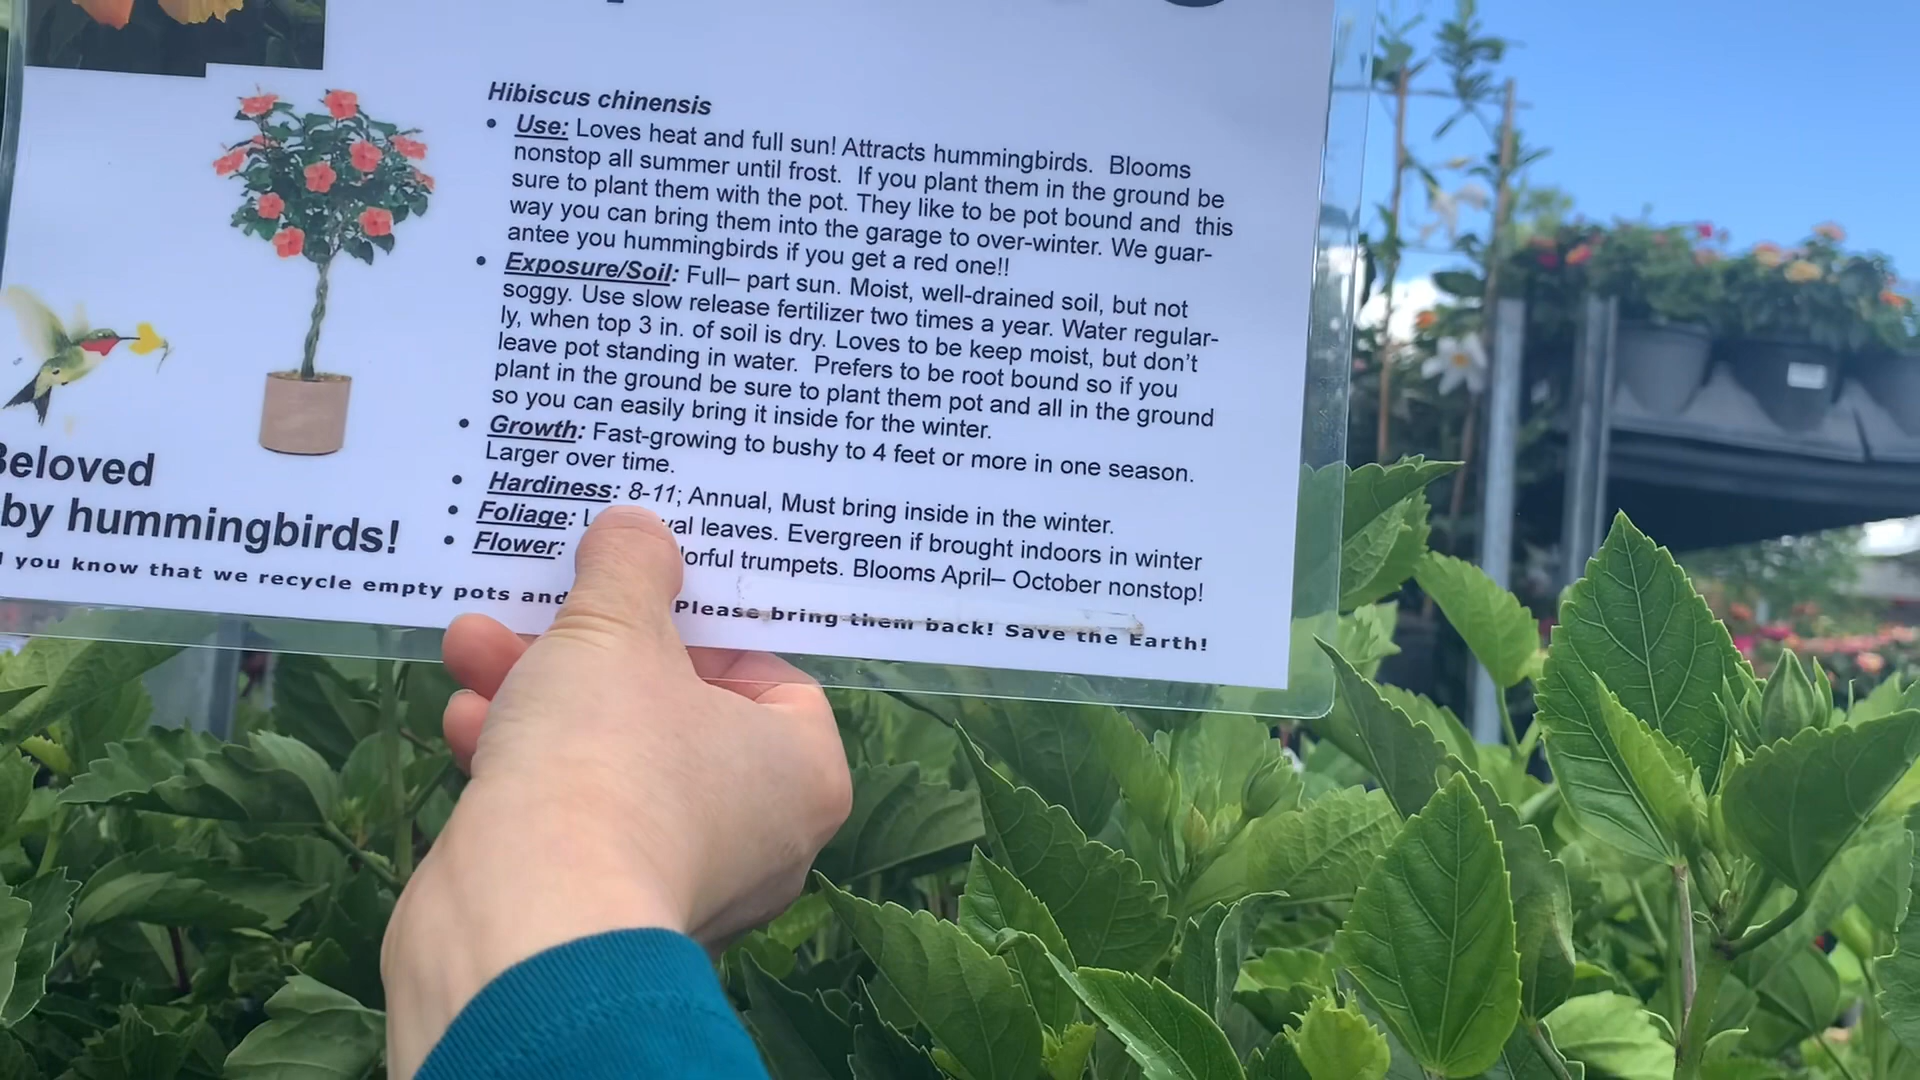 Hibiscus chinensis
• Use: Loves heat and full sun! Attracts hummingbirds. Blooms
nonstop all summer until frost. If you plant them in the ground be
sure to plant them with the pot. They like to be pot bound and this
way you can bring them into the garage to over-winter. We guar-
antee you hummingbirds if you get a red one!!
• Exposure/Soil: Full– part sun. Moist, well-drained soil, but not
soggy. Use slow release fertilizer two times a year. Water regular-
ly, when top 3 in. of soil is dry. Loves to be keep moist, but don't
leave pot standing in water. Prefers to be root bound so if you
plant in the ground be sure to plant them pot and all in the ground
so you can easily bring it inside for the winter.
• Growth: Fast-growing to bushy to 4 feet or more in one season.
Larger over time.
• Hardiness: 8-11; Annual, Must bring inside in the winter.
• Foliage: leaves. Evergreen if brought indoors in winter
• Flower: trumpets. Blooms April– October nonstop!
Beloved
by hummingbirds!
you know that we recycle empty pots and Please bring them back! Save the Earth!